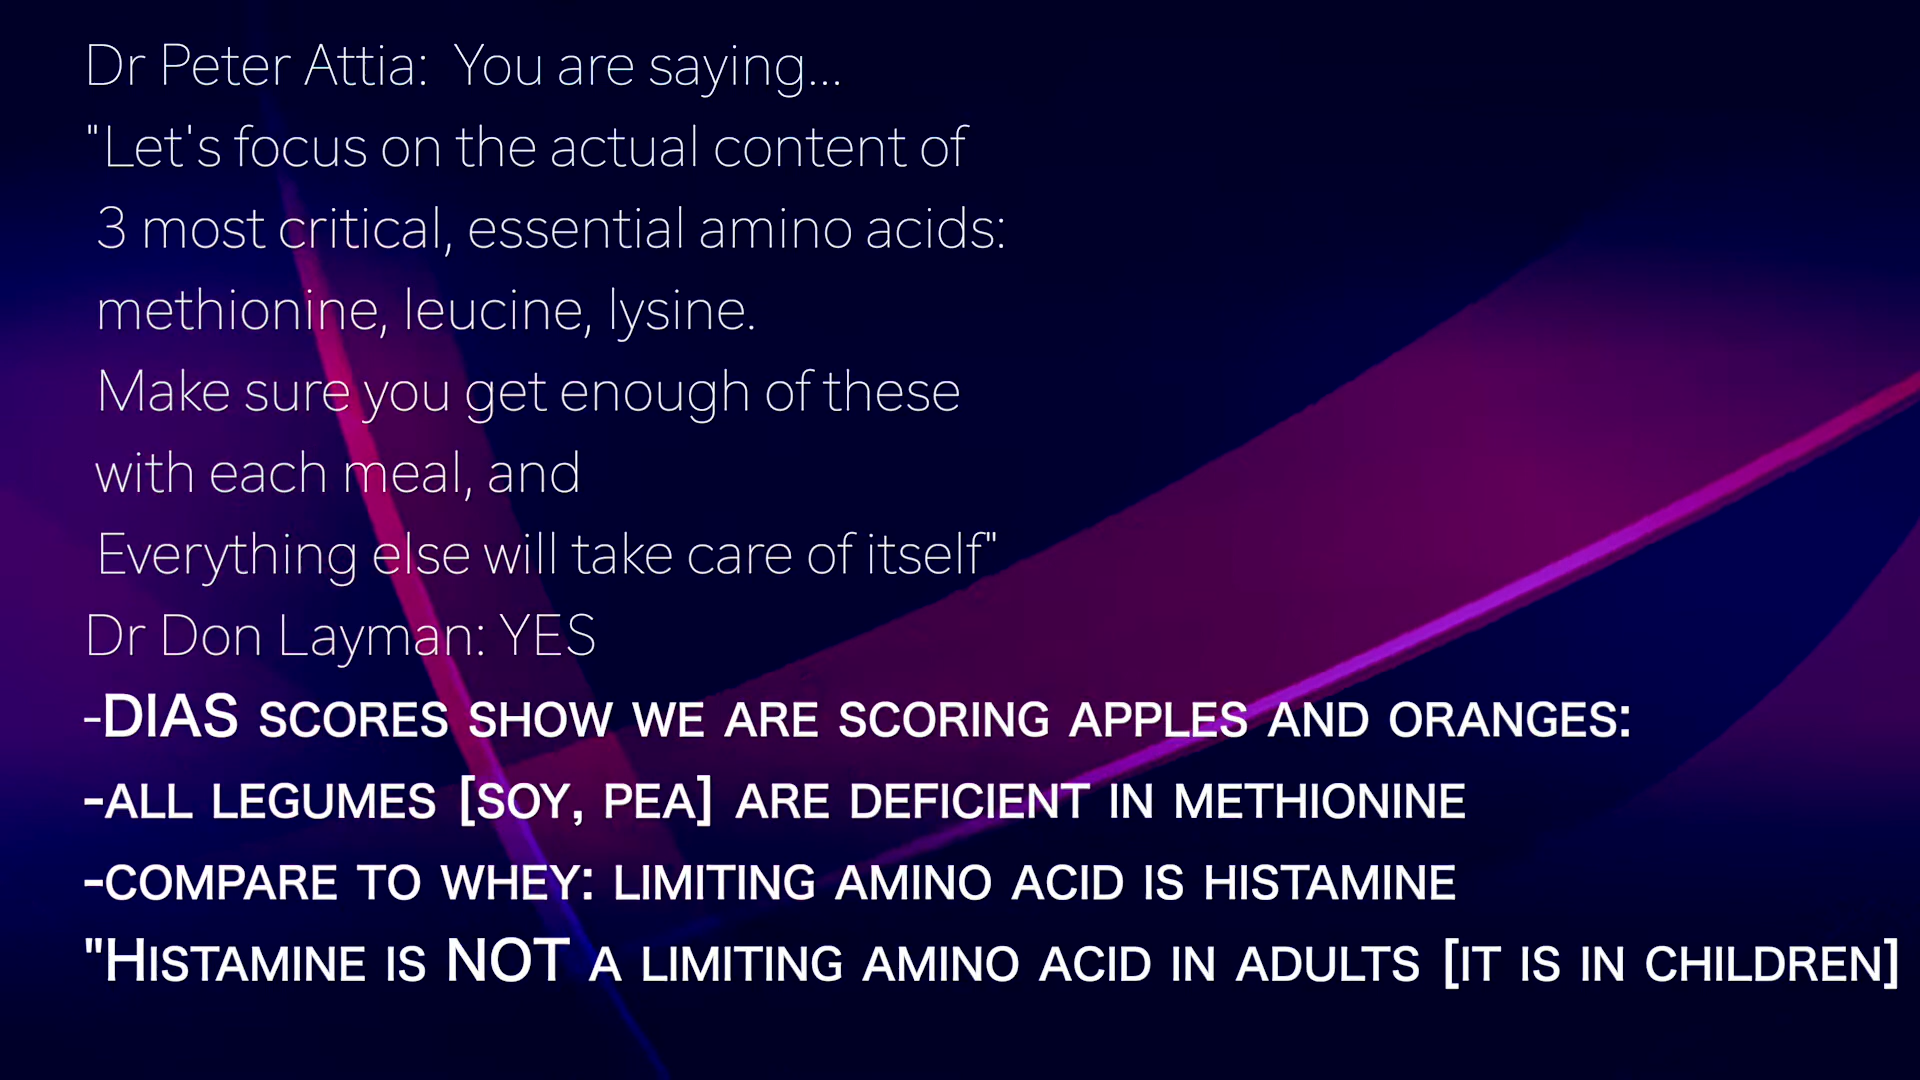 Dr Peter Attia:  You are saying...
"Let's focus on the actual content of
3 most critical, essential amino acids:
methionine, leucine, lysine.
Make sure you get enough of these
with each meal, and
Everything else will take care of itself"
Dr Don Layman: YES
-DIAS SCORES SHOW WE ARE SCORING APPLES AND ORANGES:
-ALL LEGUMES [SOY, PEA] ARE DEFICIENT IN METHIONINE
-COMPARE TO WHEY: LIMITING AMINO ACID IS HISTAMINE
"HISTAMINE IS NOT A LIMITING AMINO ACID IN ADULTS [IT IS IN CHILDREN]